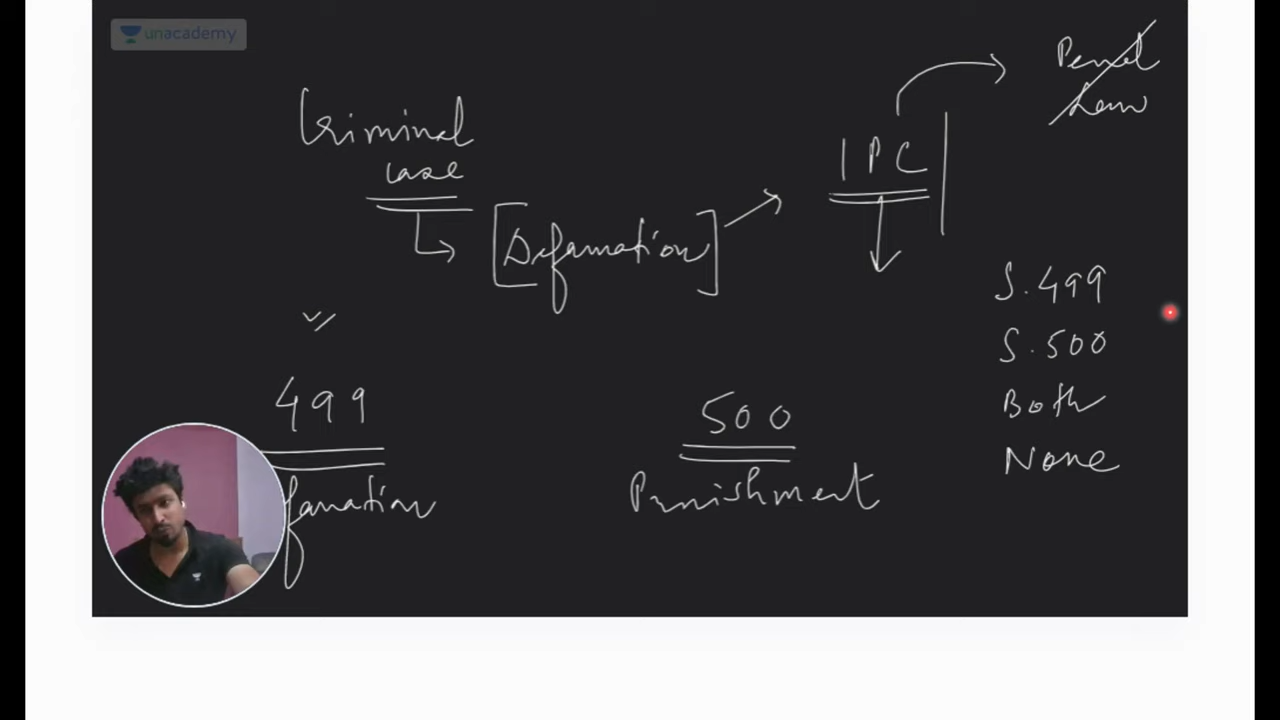 unacademy
Penal
Law
Criminal
case
IPC
[Defamation]
S. 499
S. 500
Both
None
499
500
famation
Punishment